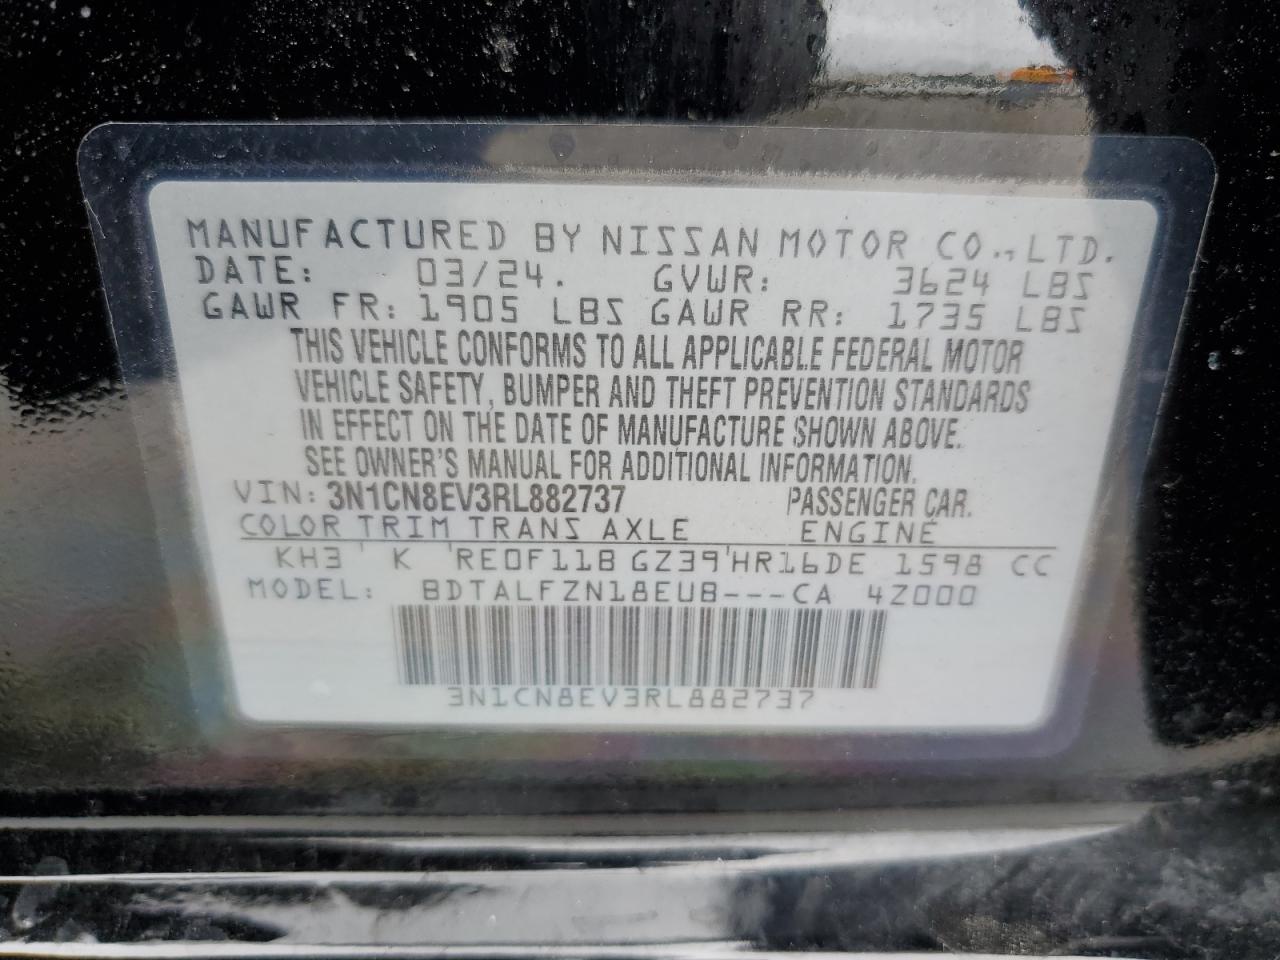 MANUFACTURED BY NISSAN MOTOR CO., LTD.
DATE: 03/24. GVWR: 3624 LBS
GAWR FR: 1905 LBS GAWR RR: 1735 LBS
THIS VEHICLE CONFORMS TO ALL APPLICABLE FEDERAL MOTOR
VEHICLE SAFETY, BUMPER AND THEFT PREVENTION STANDARDS
IN EFFECT ON THE DATE OF MANUFACTURE SHOWN ABOVE.
SEE OWNER'S MANUAL FOR ADDITIONAL INFORMATION.
VIN: 3N1CN8EV3RL882737 PASSENGER CAR.
COLOR TRIM TRANS AXLE ENGINE
KH3 ' K 'RE0F11B GZ39'HR16DE 1598 CC
MODEL: BDTALFZN18EUB---CA 4Z000
3N1CN8EV3RL882737